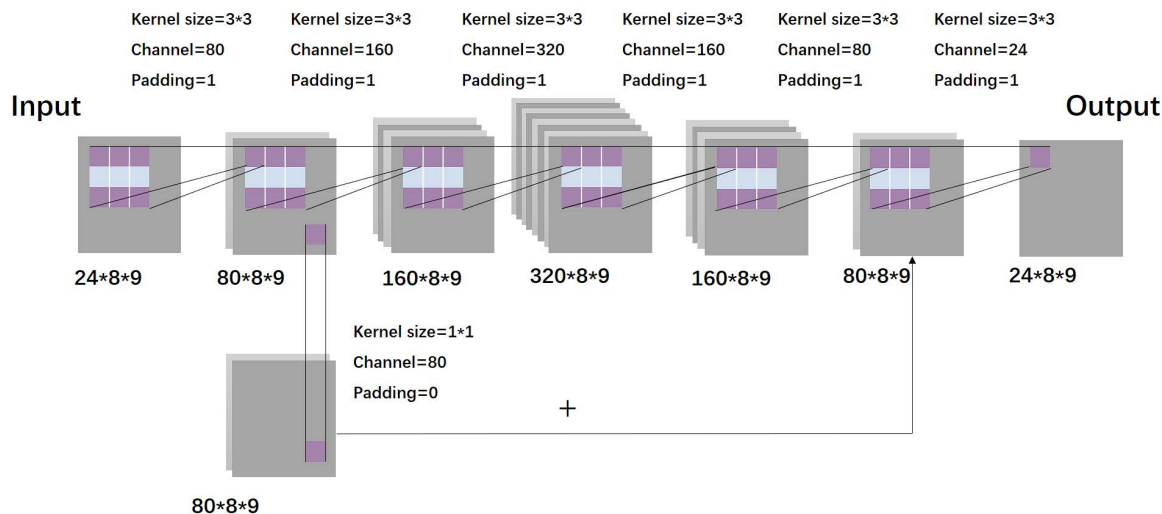 Kernel size=3*3 Kernel size=3*3 Kernel size=3*3 Kernel size=3*3 Kernel size=3*3 Kernel size=3*3
Channel=80 Channel=160 Channel=320 Channel=160 Channel=80 Channel=24
Padding=1 Padding=1 Padding=1 Padding=1 Padding=1 Padding=1
Input Output
24*8*9 80*8*9 160*8*9 320*8*9 160*8*9 80*8*9 24*8*9
Kernel size=1*1
Channel=80
Padding=0
+
80*8*9